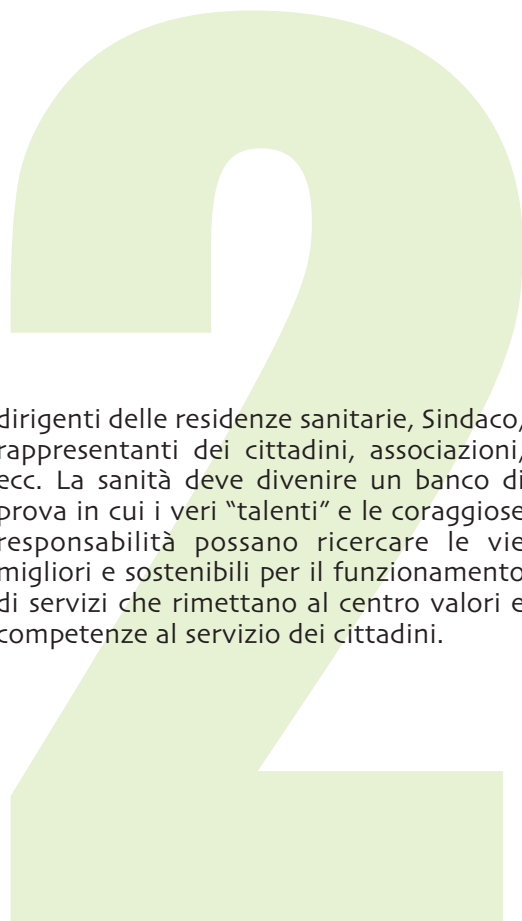 2
dirigenti delle residenze sanitarie, Sindaco,
rappresentanti dei cittadini, associazioni,
ecc. La sanità deve divenire un banco di
prova in cui i veri “talenti” e le coraggiose
responsabilità possano ricercare le vie
migliori e sostenibili per il funzionamento
di servizi che rimettano al centro valori e
competenze al servizio dei cittadini.